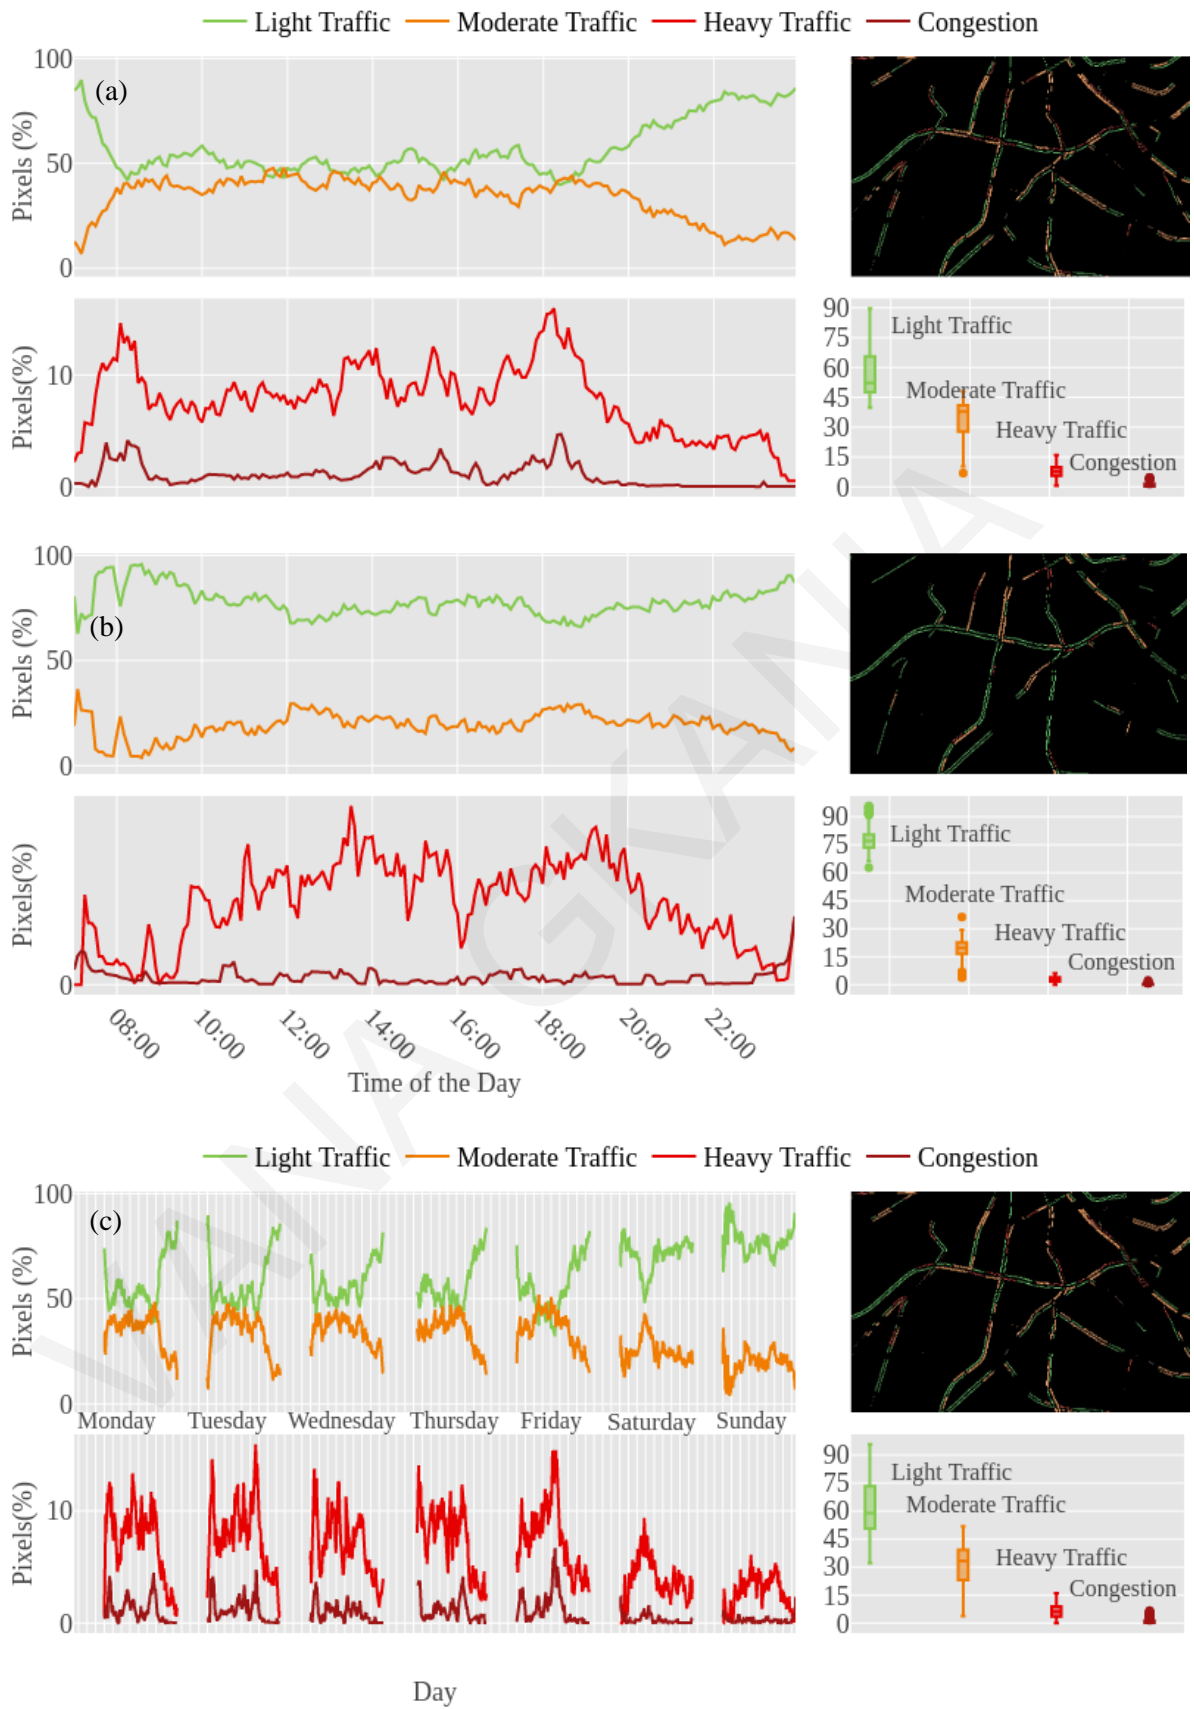 Light Traffic Moderate Traffic Heavy Traffic Congestion
(a)
100
50
0
Pixels (%)
10
0
Pixels(%)
90
75
60
45
30
15
0
Light Traffic
Moderate Traffic
Heavy Traffic
Congestion
(b)
100
50
0
Pixels (%)
0
Pixels(%)
08:00 10:00 12:00 14:00 16:00 18:00 20:00 22:00
Time of the Day
90
75
60
45
30
15
0
Light Traffic
Moderate Traffic
Heavy Traffic
Congestion
Light Traffic Moderate Traffic Heavy Traffic Congestion
(c)
100
50
0
Pixels (%)
Monday Tuesday Wednesday Thursday Friday Saturday Sunday
10
0
Pixels(%)
Day
90
75
60
45
30
15
0
Light Traffic
Moderate Traffic
Heavy Traffic
Congestion
VANA GKANA